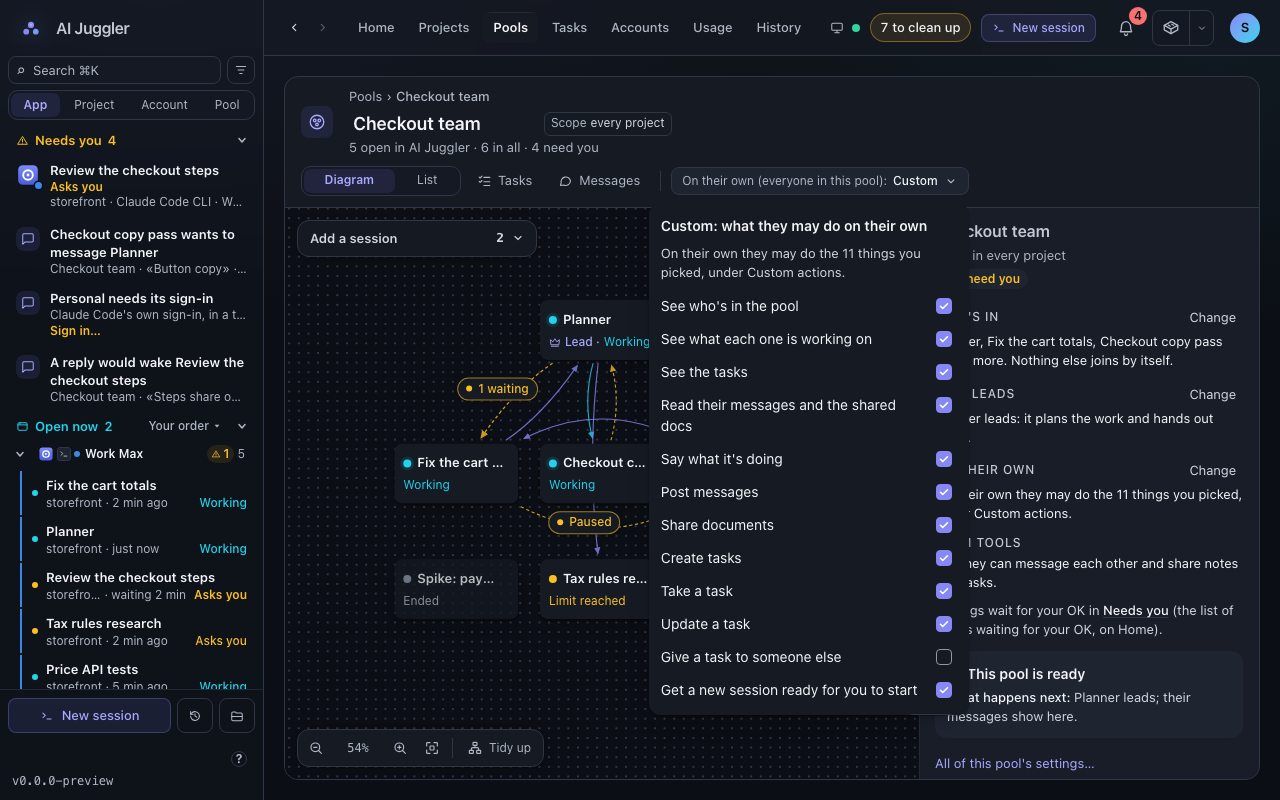 AI Juggler
Search ⌘K
App Project Account Pool
Needs you 4
Review the checkout steps
Asks you
storefront · Claude Code CLI · W...
Checkout copy pass wants to
message Planner
Checkout team · «Button copy» ·...
Personal needs its sign-in
Claude Code's own sign-in, in a t...
Sign in...
A reply would wake Review the
checkout steps
Checkout team · «Steps share o...
Open now 2 Your order
Work Max 1 5
Fix the cart totals
storefront · 2 min ago Working
Planner
storefront · just now Working
Review the checkout steps
storefro... · waiting 2 min Asks you
Tax rules research
storefront · 2 min ago Asks you
Price API tests
storefront · 5 min ago Working
New session
?
v0.0.0-preview
Home Projects Pools Tasks Accounts Usage History
7 to clean up
New session
4
S
Pools › Checkout team
Checkout team
Scope every project
5 open in AI Juggler · 6 in all · 4 need you
Diagram List Tasks Messages
On their own (everyone in this pool): Custom
Add a session 2
Planner
Lead · Working
1 waiting
Fix the cart ...
Working
Checkout c...
Working
Paused
Spike: pay...
Ended
Tax rules re...
Limit reached
54%
Tidy up
Custom: what they may do on their own
On their own they may do the 11 things you
picked, under Custom actions.
See who's in the pool
See what each one is working on
See the tasks
Read their messages and the shared
docs
Say what it's doing
Post messages
Share documents
Create tasks
Take a task
Update a task
Give a task to someone else
Get a new session ready for you to start
ckout team
in every project
need you
'S IN Change
er, Fix the cart totals, Checkout copy pass
more. Nothing else joins by itself.
LEADS Change
er leads: it plans the work and hands out
.
HEIR OWN Change
eir own they may do the 11 things you picked,
Custom actions.
TOOLS
hey can message each other and share notes
asks.
gs wait for your OK in Needs you (the list of
s waiting for your OK, on Home).
This pool is ready
at happens next: Planner leads; their
messages show here.
All of this pool's settings...